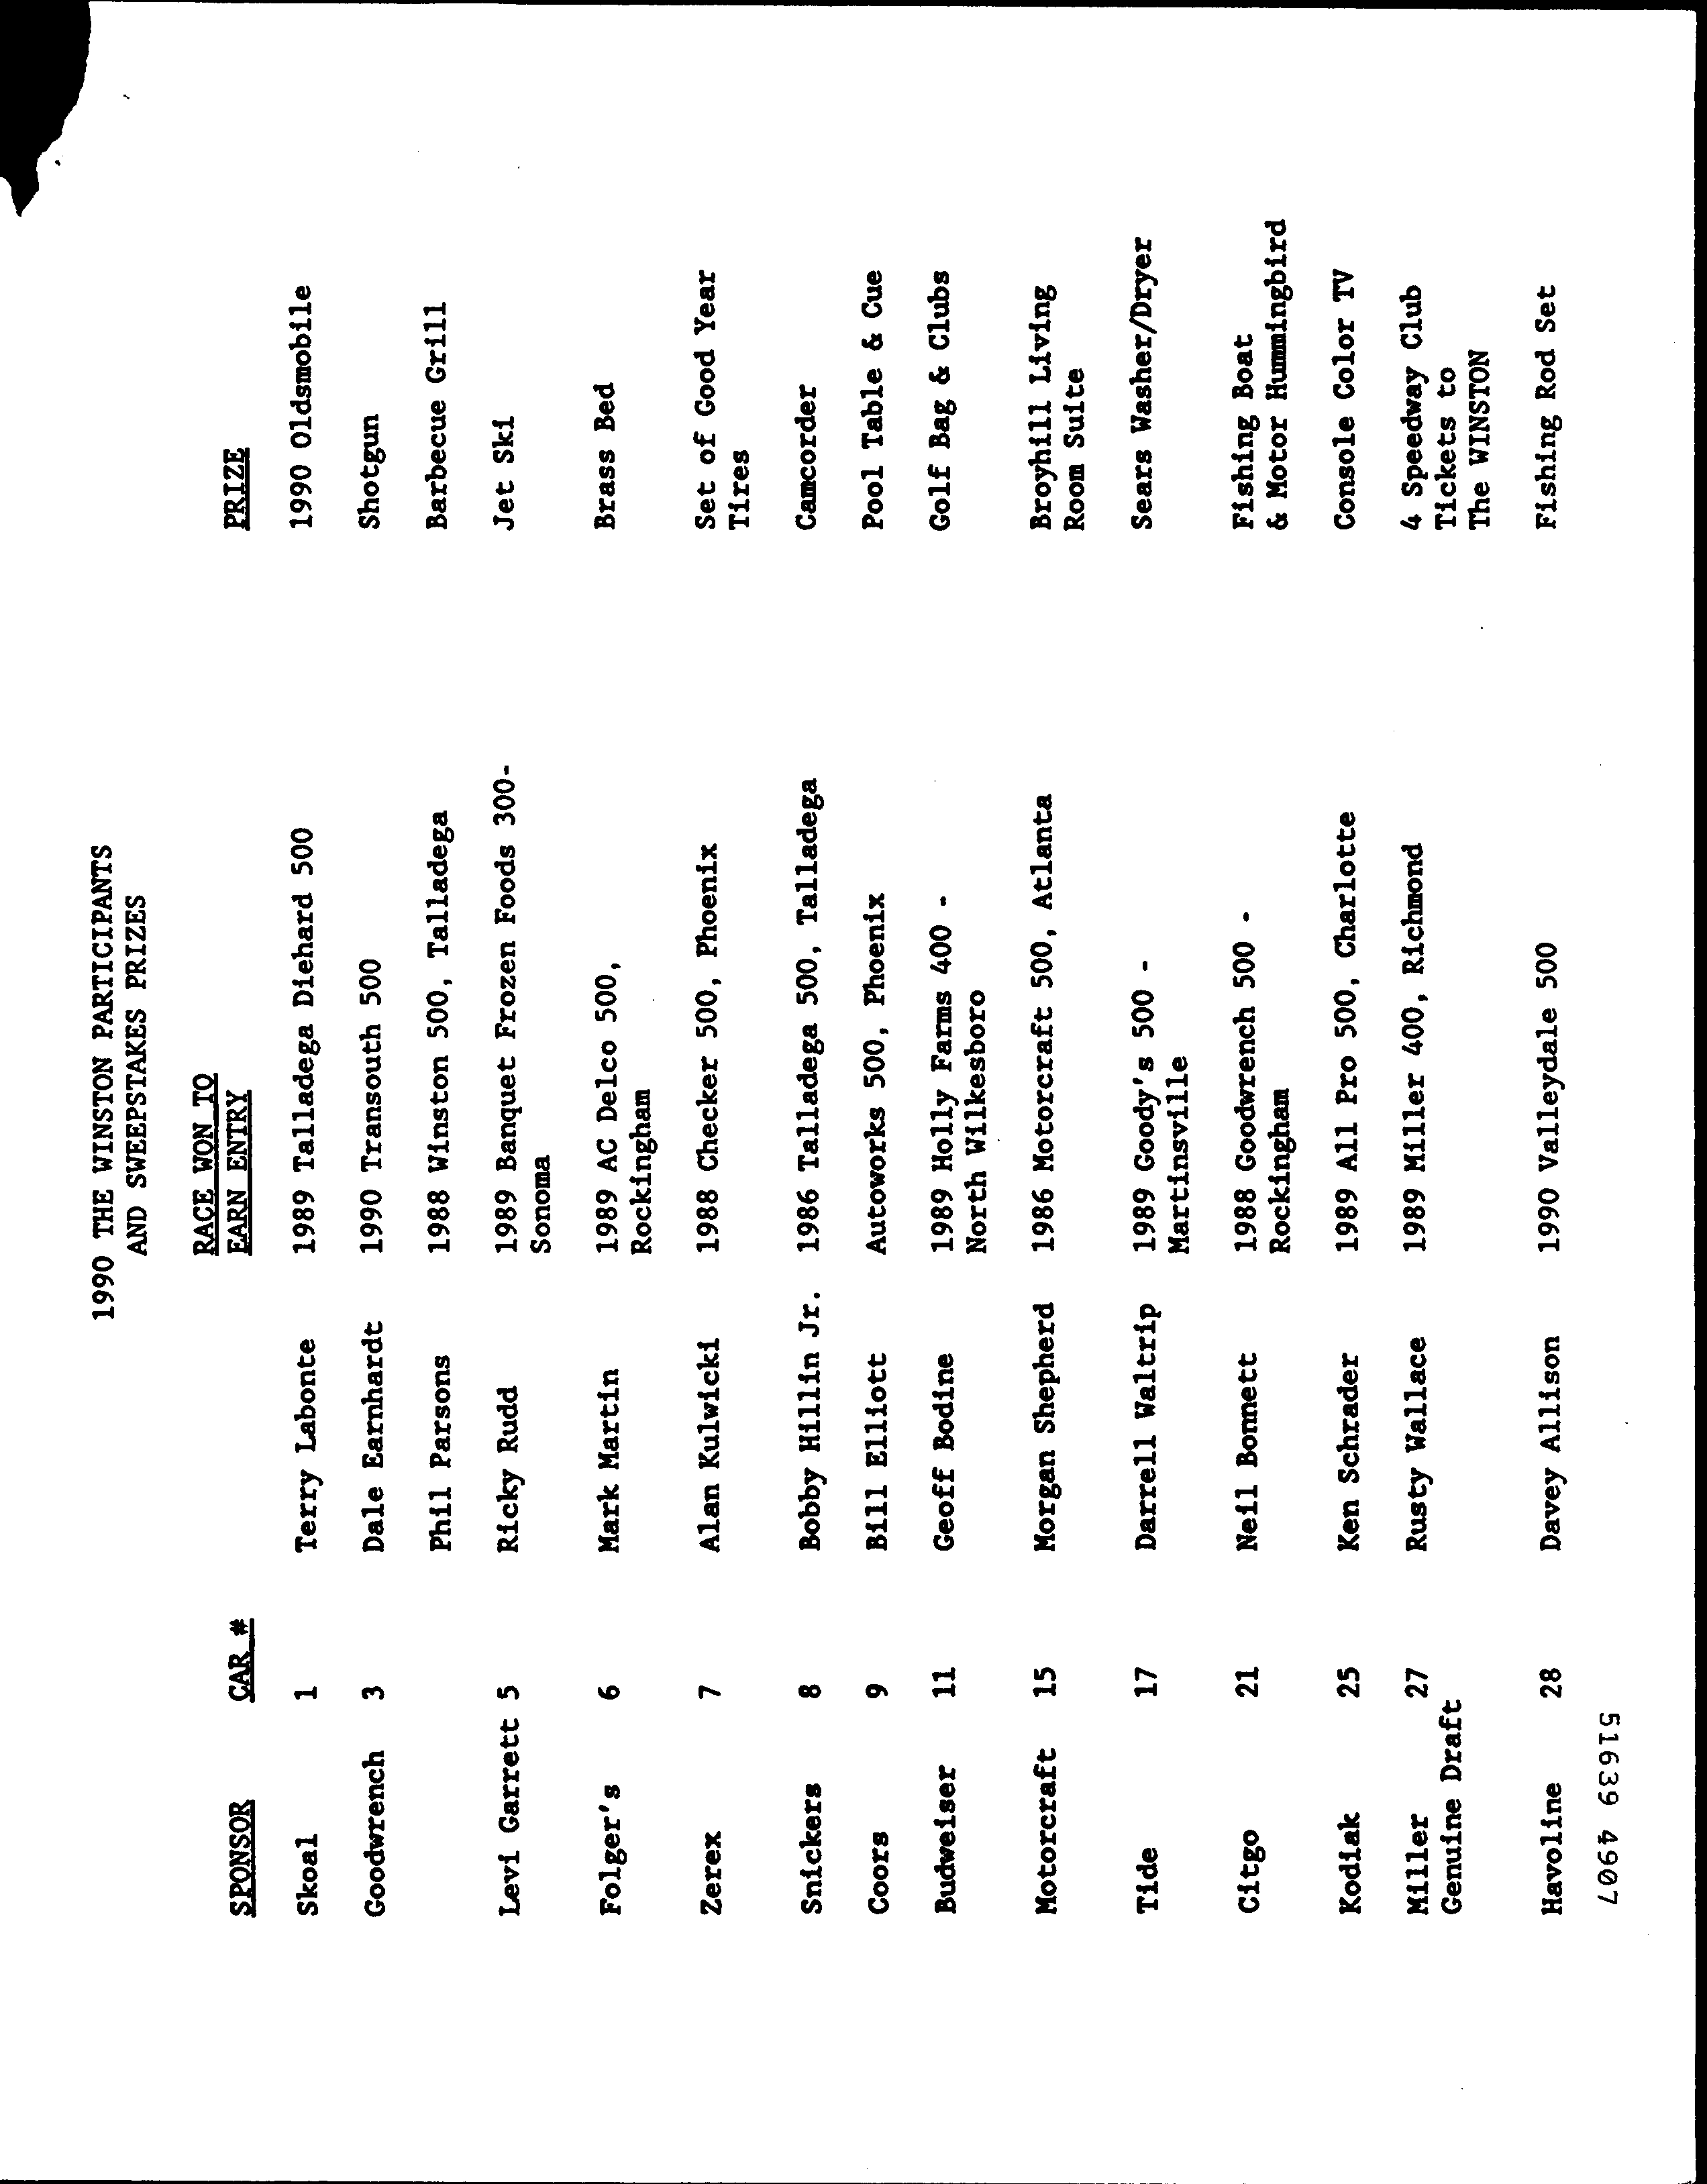 1990 THE WINSTON PARTICIPANTS
AND SWEEPSTAKES PRIZES
RACE WON TO
SPONSOR CAR # EARN ENTRY PRIZE
Skoal 1 Terry Labonte 1989 Talladega Diehard 500 1990 Oldsmobile
Goodwrench 3 Dale Earnhardt 1990 Transouth 500 Shotgun
Phil Parsons 1988 Winston 500, Talladega Barbecue Grill
Levi Garrett 5 Ricky Rudd 1989 Banquet Frozen Foods 300- Jet Ski
Sonoma
Folger's 6 Mark Martin 1989 AC Delco 500, Brass Bed
Rockingham
Zerex 7 Alan Kulwicki 1988 Checker 500, Phoenix Set of Good Year
Tires
Snickers 8 Bobby Hillin Jr. 1986 Talladega 500, Talladega Camcorder
Coors 9 Bill Elliott Autoworks 500, Phoenix Pool Table & Cue
Budweiser 11 Geoff Bodine 1989 Holly Farms 400 - Golf Bag & Clubs
North Wilkesboro
Motorcraft 15 Morgan Shepherd 1986 Motorcraft 500, Atlanta Broyhill Living
Room Suite
Tide 17 Darrell Waltrip 1989 Goody's 500 - Sears Washer/Dryer
Martinsville
Citgo 21 Neil Bonnett 1988 Goodwrench 500 - Fishing Boat
Rockingham & Motor Hummingbird
Kodiak 25 Ken Schrader 1989 All Pro 500, Charlotte Console Color TV
Miller 27 Rusty Wallace 1989 Miller 400, Richmond 4 Speedway Club
Genuine Draft Tickets to
The WINSTON
Havoline 28 Davey Allison 1990 Valleydale 500 Fishing Rod Set
51639 4907